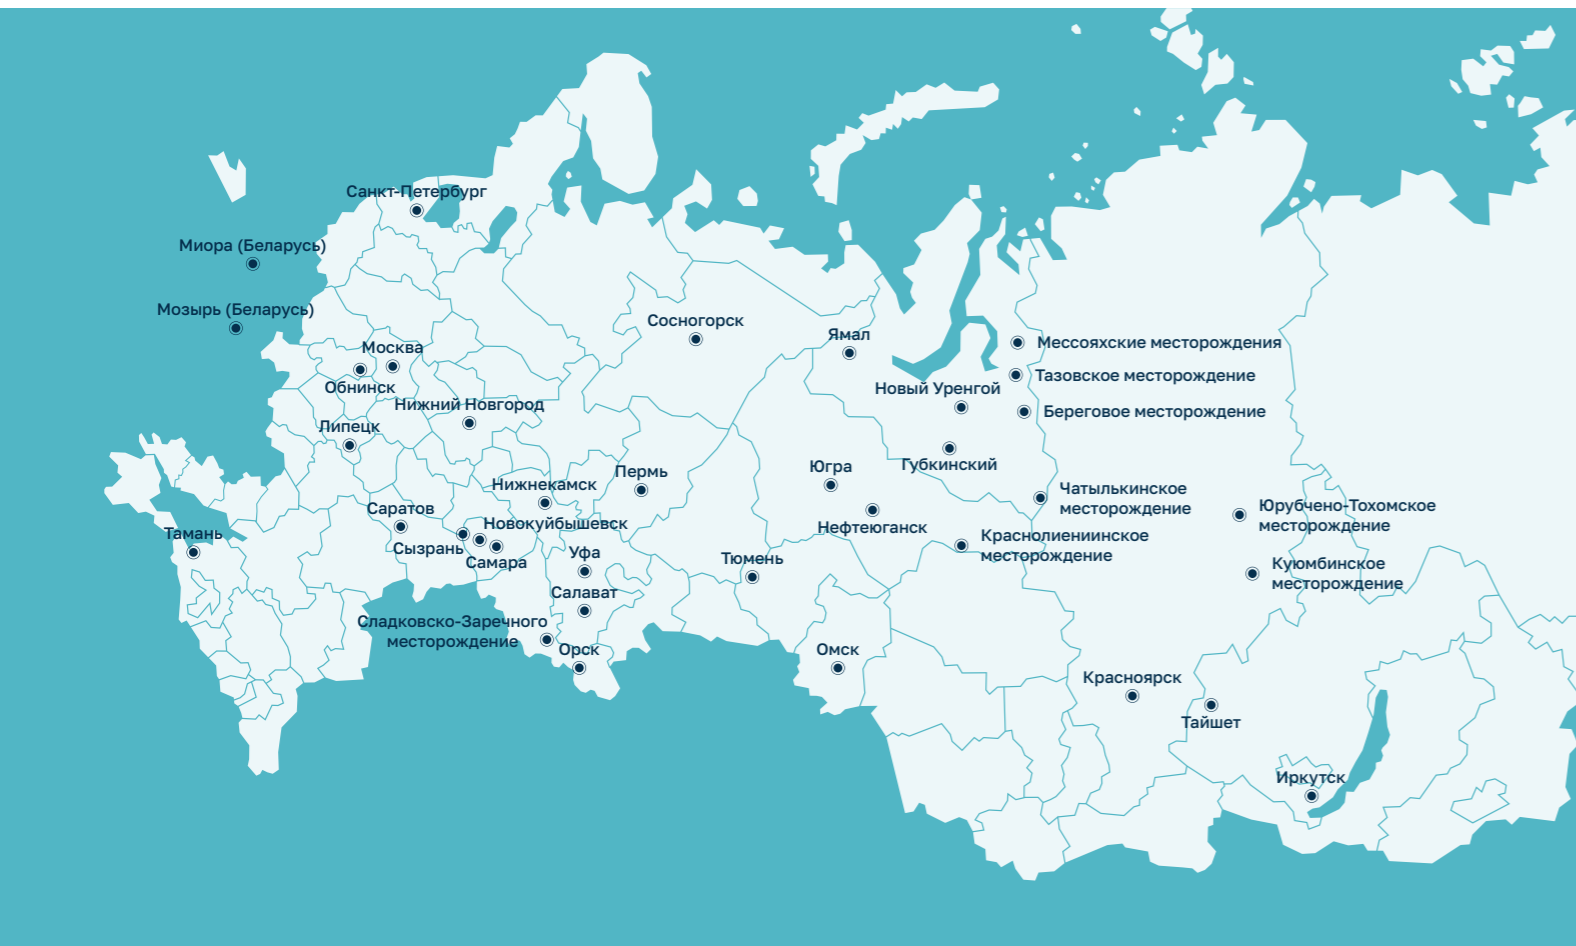 Санкт-Петербург
Миора (Беларусь)
Мозырь (Беларусь)
Сосногорск
Ямал
Мессояхские месторождения
Москва
Тазовское месторождение
Обнинск
Новый Уренгой
Нижний Новгород
Береговое месторождение
Липецк
Губкинский
Югра
Пермь
Нижнекамск
Чатылькинское
месторождение
Саратов
Юрубчено-Тохомское
месторождение
Новокуйбышевск
Нефтеюганск
Тамань
Краснолениинское
месторождение
Сызрань
Уфа
Самара
Тюмень
Куюмбинское
месторождение
Салават
Сладковско-Заречного
месторождение
Орск
Омск
Красноярск
Тайшет
Иркутск